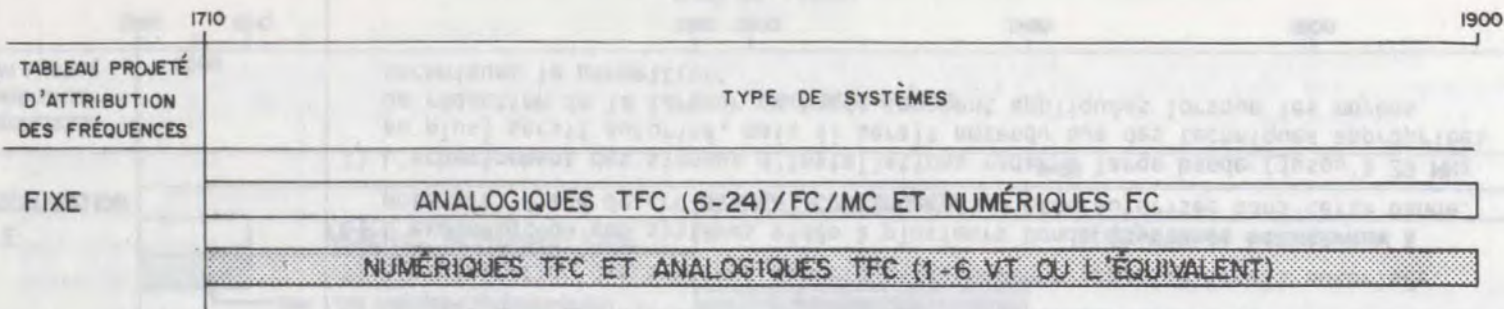 1710 1900
TABLEAU PROJETÉ
D'ATTRIBUTION
DES FRÉQUENCES
TYPE DE SYSTÈMES
FIXE
ANALOGIQUES TFC (6-24)/FC/MC ET NUMÉRIQUES FC
NUMÉRIQUES TFC ET ANALOGIQUES TFC (1-6 VT OU L'ÉQUIVALENT)